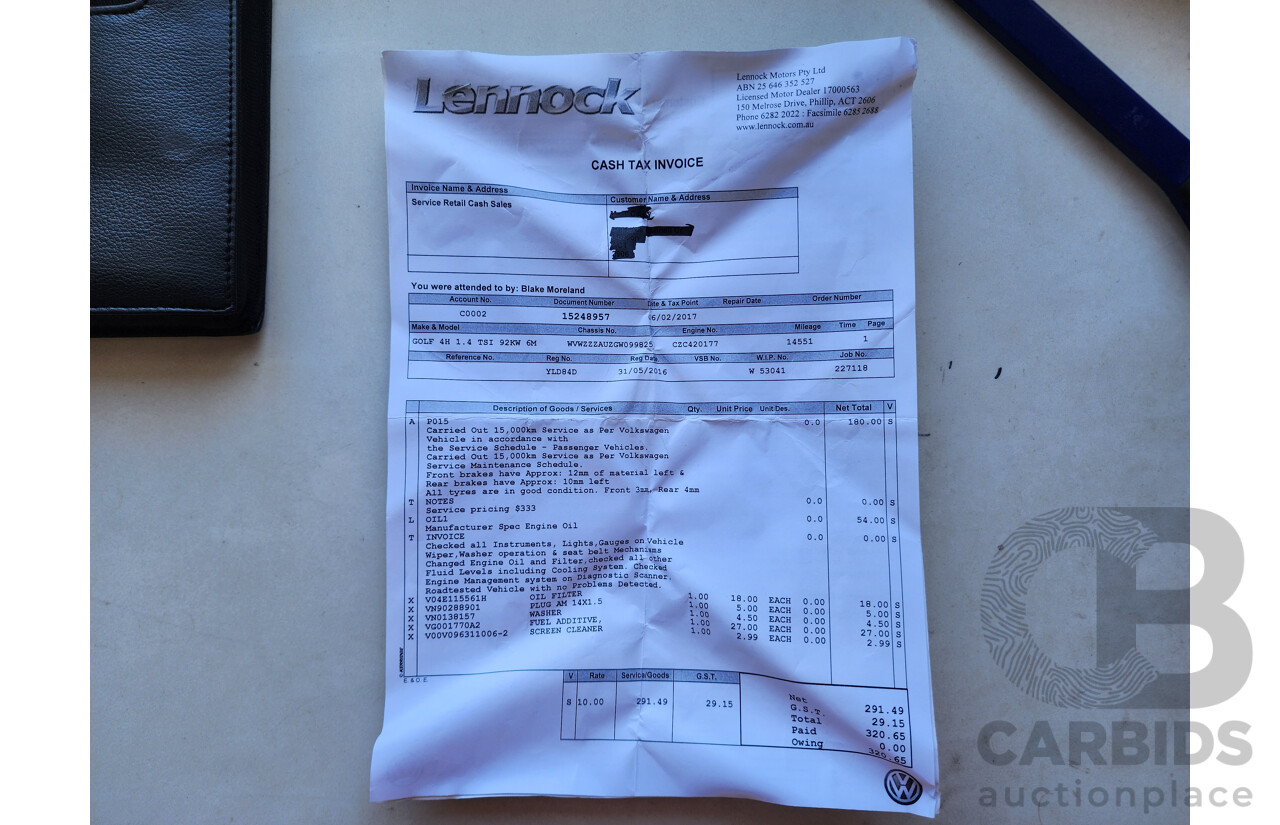 Lennock
Lennock Motors Pty Ltd
ABN 25 646 352 527
Licensed Motor Dealer 17000563
150 Melrose Drive, Phillip, ACT 2606
Phone 6282 2022 : Facsimile 6285 2688
www.lennock.com.au
CASH TAX INVOICE
Invoice Name & Address
Customer Name & Address
Service Retail Cash Sales
You were attended to by: Blake Moreland
Account No. Document Number Date & Tax Point Repair Date Order Number
C0002 15248957 6/02/2017
Make & Model Chassis No. Engine No. Mileage Time Page
GOLF 4H 1.4 TSI 92KW 6M WVWZZZAUZGW099825 CZC420177 14551 1
Reference No. Reg No. Reg Date. VSB No. W.I.P. No. Job No.
YLD84D 31/05/2016 W 53041 227118
Description of Goods / Services Qty. Unit Price Unit Des. Net Total V
A P015 0.0 180.00 S
Carried Out 15,000km Service as Per Volkswagen
Vehicle in accordance with
the Service Schedule - Passenger Vehicles.
Carried Out 15,000km Service as Per Volkswagen
Service Maintenance Schedule.
Front brakes have Approx: 12mm of material left &
Rear brakes have Approx: 10mm left
All tyres are in good condition. Front 3mm, Rear 4mm
T NOTES 0.0 0.00 S
Service pricing $333
L OIL1 0.0 54.00 S
Manufacturer Spec Engine Oil
T INVOICE 0.0 0.00 S
Checked all Instruments, Lights,Gauges on Vehicle
Wiper,Washer operation & seat belt Mechanisms
Changed Engine Oil and Filter,checked all other
Fluid Levels including Cooling System. Checked
Engine Management system on Diagnostic Scanner.
Roadtested Vehicle with no Problems Detected.
X V04E115561H OIL FILTER 1.00 18.00 EACH 0.00 18.00 S
X VN90288901 PLUG AM 14X1.5 1.00 5.00 EACH 0.00 5.00 S
X VN0138157 WASHER 1.00 4.50 EACH 0.00 4.50 S
X VG001770A2 FUEL ADDITIVE, 1.00 27.00 EACH 0.00 27.00 S
X V00V096311006-2 SCREEN CLEANER 1.00 2.99 EACH 0.00 2.99 S
E & O.E
V Rate Service/Goods G.S.T.
S 10.00 291.49 29.15
Net 291.49
G.S.T. 29.15
Total 320.65
Paid 0.00
Owing 320.65
VW
CB
CARBIDS
auctionplace